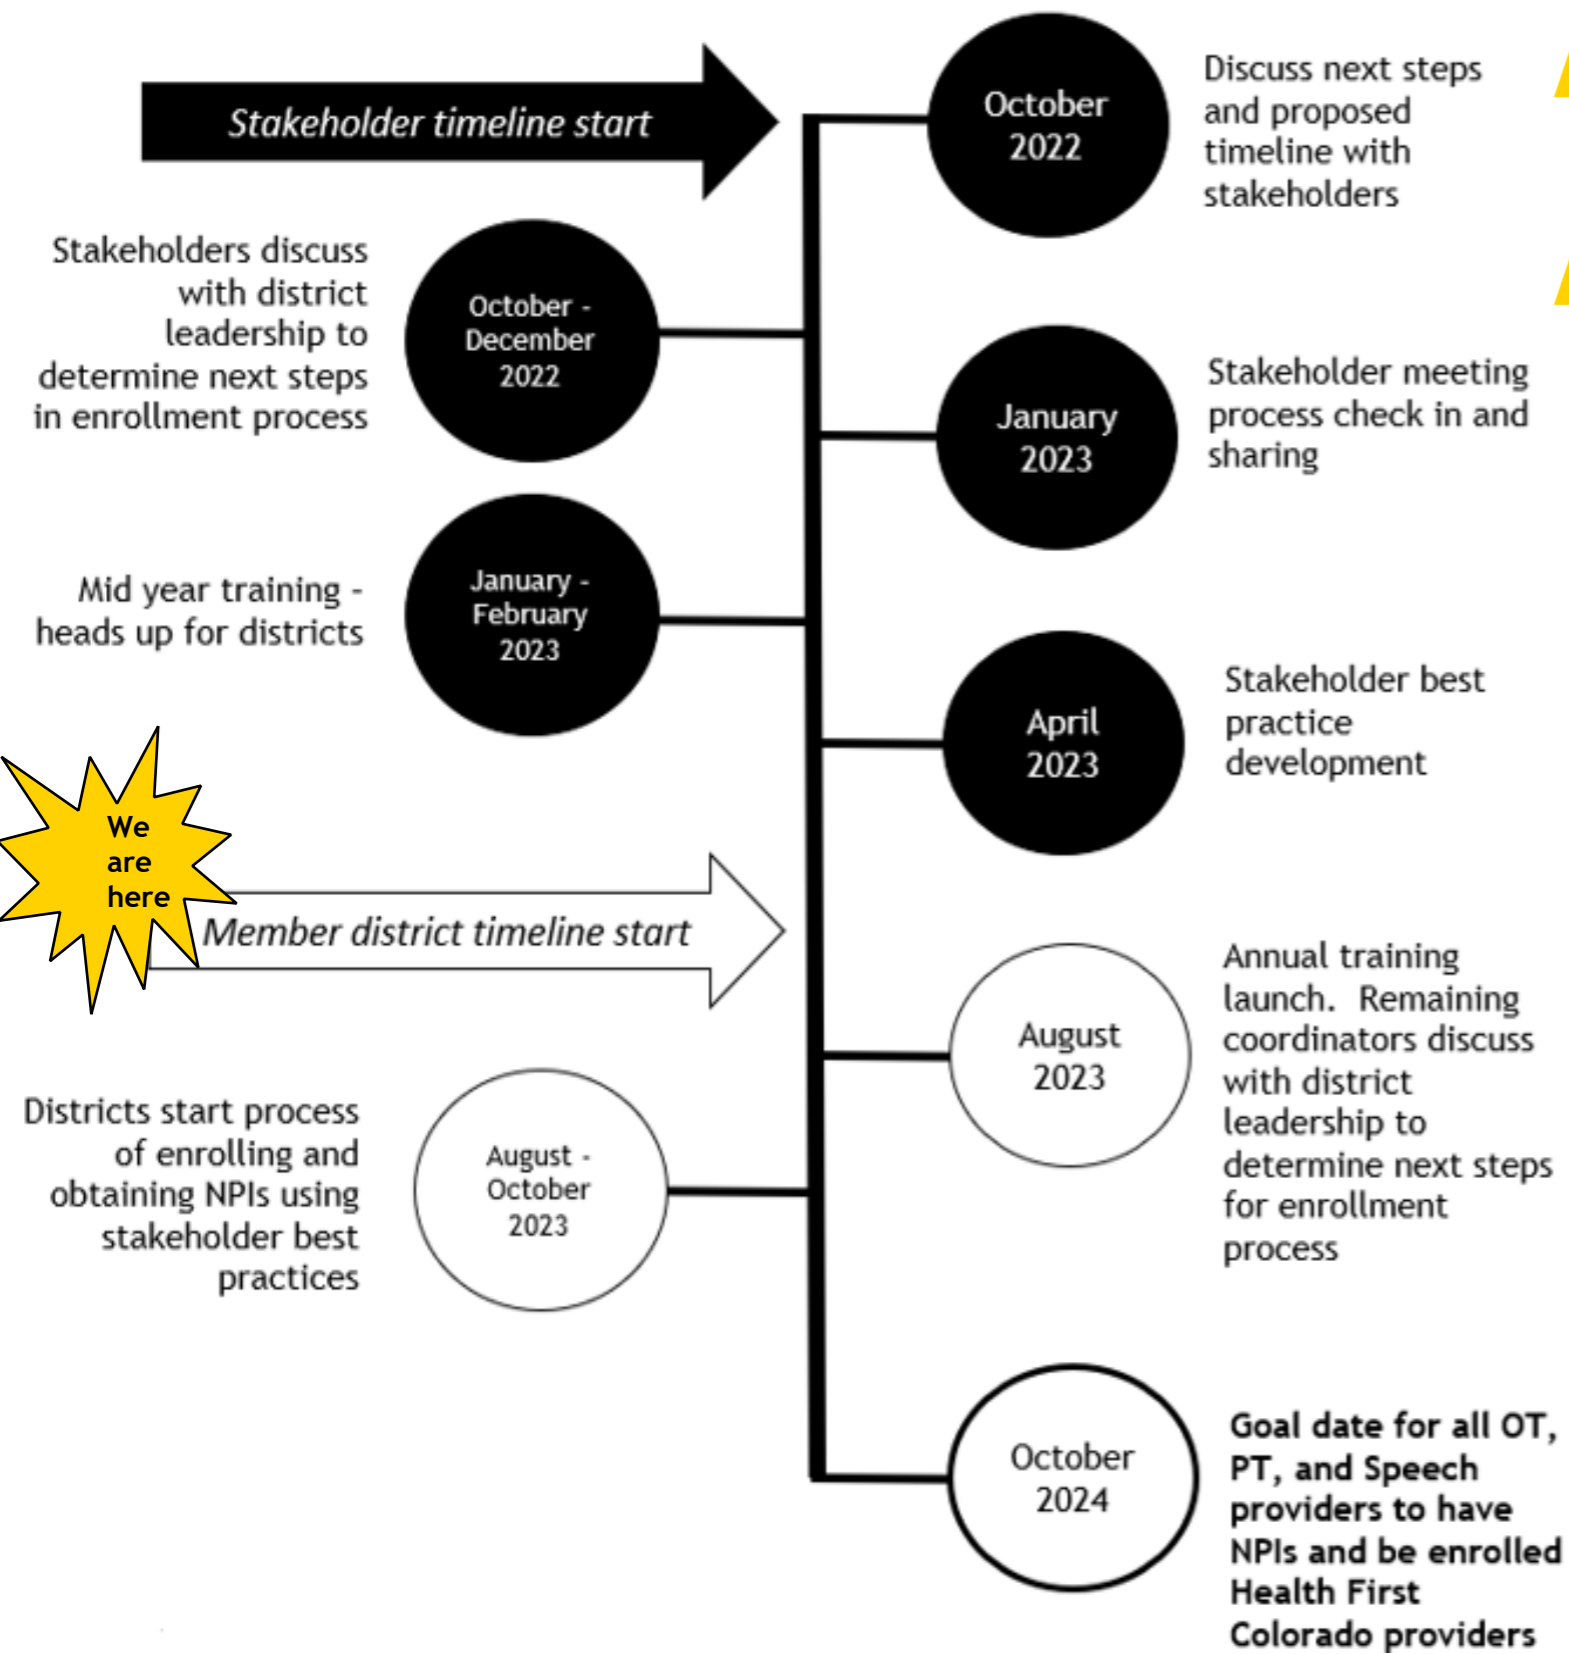 Stakeholder timeline start
October
2022
Discuss next steps
and proposed
timeline with
stakeholders
Stakeholders discuss
with district
leadership to
determine next steps
in enrollment process
October -
December
2022
January
2023
Stakeholder meeting
process check in and
sharing
Mid year training -
heads up for districts
January -
February
2023
April
2023
Stakeholder best
practice
development
We
are
here
Member district timeline start
August
2023
Annual training
launch.  Remaining
coordinators discuss
with district
leadership to
determine next steps
for enrollment
process
Districts start process
of enrolling and
obtaining NPIs using
stakeholder best
practices
August -
October
2023
October
2024
Goal date for all OT,
PT, and Speech
providers to have
NPIs and be enrolled
Health First
Colorado providers